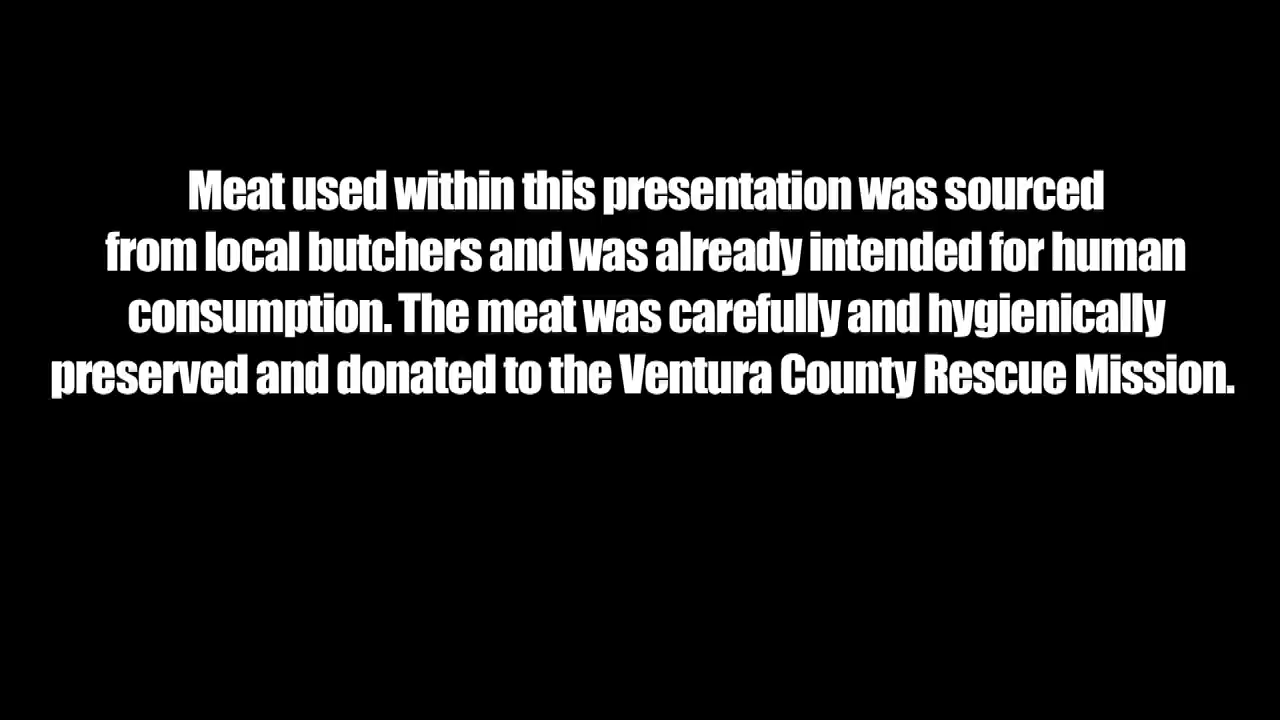 Meat used within this presentation was sourced
from local butchers and was already intended for human
consumption. The meat was carefully and hygienically
preserved and donated to the Ventura County Rescue Mission.